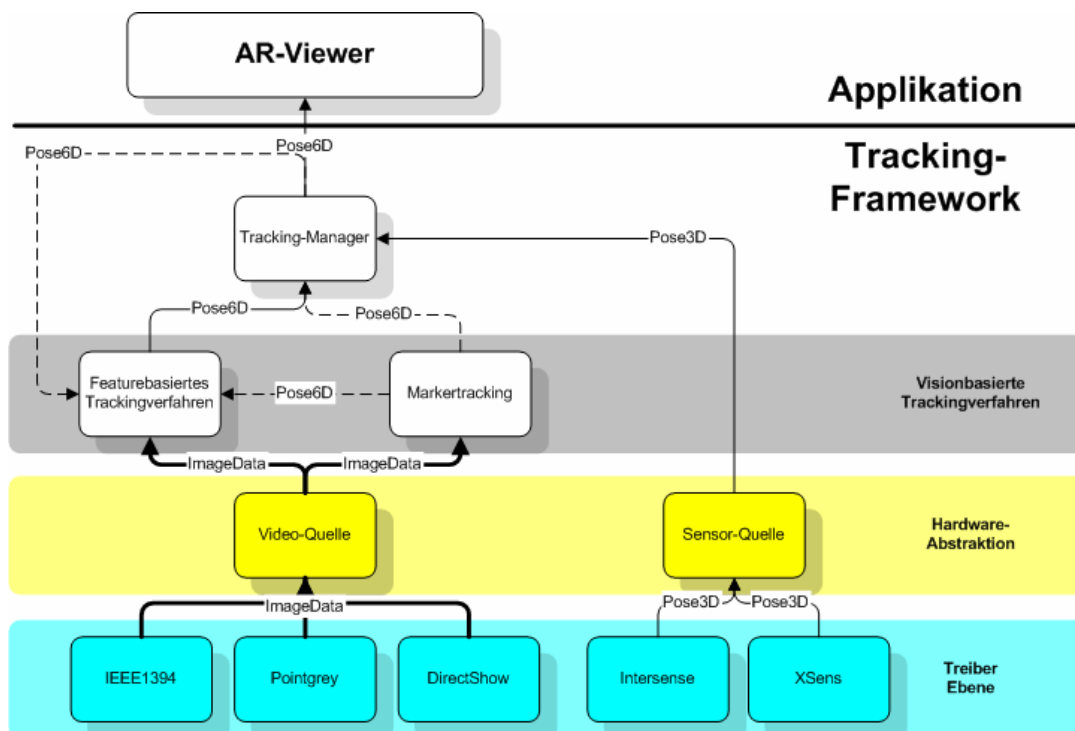 AR-Viewer
Applikation
Pose6D
Pose6D
Tracking-
Framework
Tracking-Manager
Pose3D
Pose6D
Pose6D
Featurebasiertes
Trackingverfahren
Pose6D
Markertracking
Visionbasierte
Trackingverfahren
ImageData
ImageData
Video-Quelle
Sensor-Quelle
Hardware-
Abstraktion
ImageData
Pose3D
Pose3D
IEEE1394
Pointgrey
DirectShow
Intersense
XSens
Treiber
Ebene